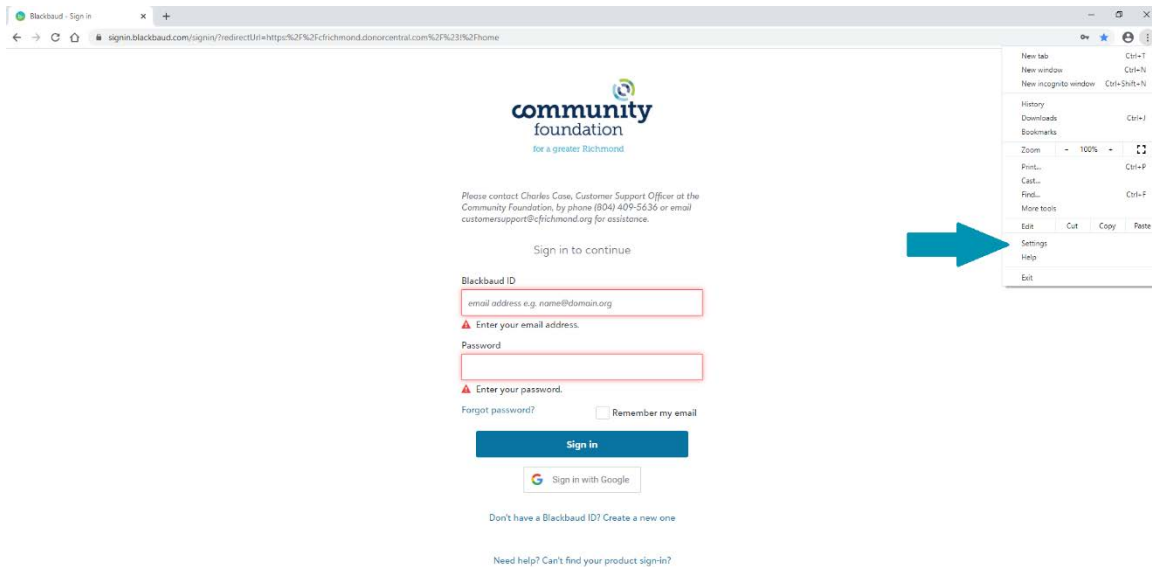 Blackbaud - Sign in
signin.blackbaud.com/signin/?redirectUrl=https:%2F%2Fcfrichmond.donorcentral.com%2F%23!%2Fhome
New tab Ctrl+T
New window Ctrl+N
New incognito window Ctrl+Shift+N
History
Downloads Ctrl+J
Bookmarks
Zoom - 100% +
Print... Ctrl+P
Cast...
Find... Ctrl+F
More tools
Edit Cut Copy Paste
Settings
Help
Exit
community
foundation
for a greater Richmond
Please contact Charles Case, Customer Support Officer at the
Community Foundation, by phone (804) 409-5636 or email
customersupport@cfrichmond.org for assistance.
Sign in to continue
Blackbaud ID
email address e.g. name@domain.org
Enter your email address.
Password
Enter your password.
Forgot password? Remember my email
Sign in
Sign in with Google
Don't have a Blackbaud ID? Create a new one
Need help? Can't find your product sign-in?